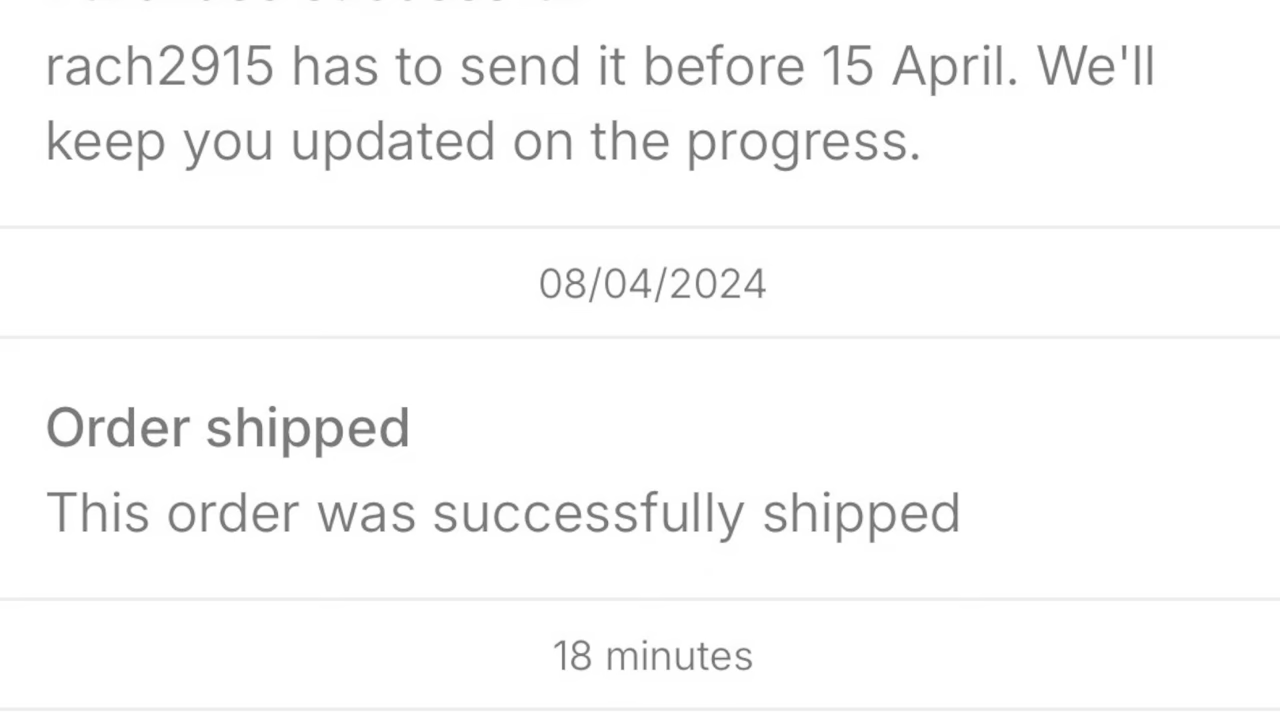 rach2915 has to send it before 15 April. We'll
keep you updated on the progress.
08/04/2024
Order shipped
This order was successfully shipped
18 minutes